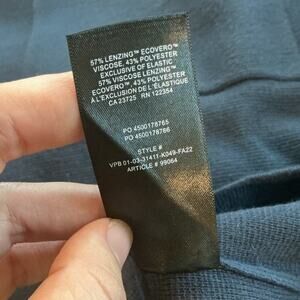 57% LENZING™ ECOVERO™
VISCOSE, 43% POLYESTER
EXCLUSIVE OF ELASTIC
57% VISCOSE LENZING™
ECOVERO™, 43% POLYESTER
À L'EXCLUSION DE L'ÉLASTIQUE
CA 23725 RN 122354
PO 4500178765
PO 4500178766
STYLE #
VPB 01-03-31411-K049-FA22
ARTICLE # 99064